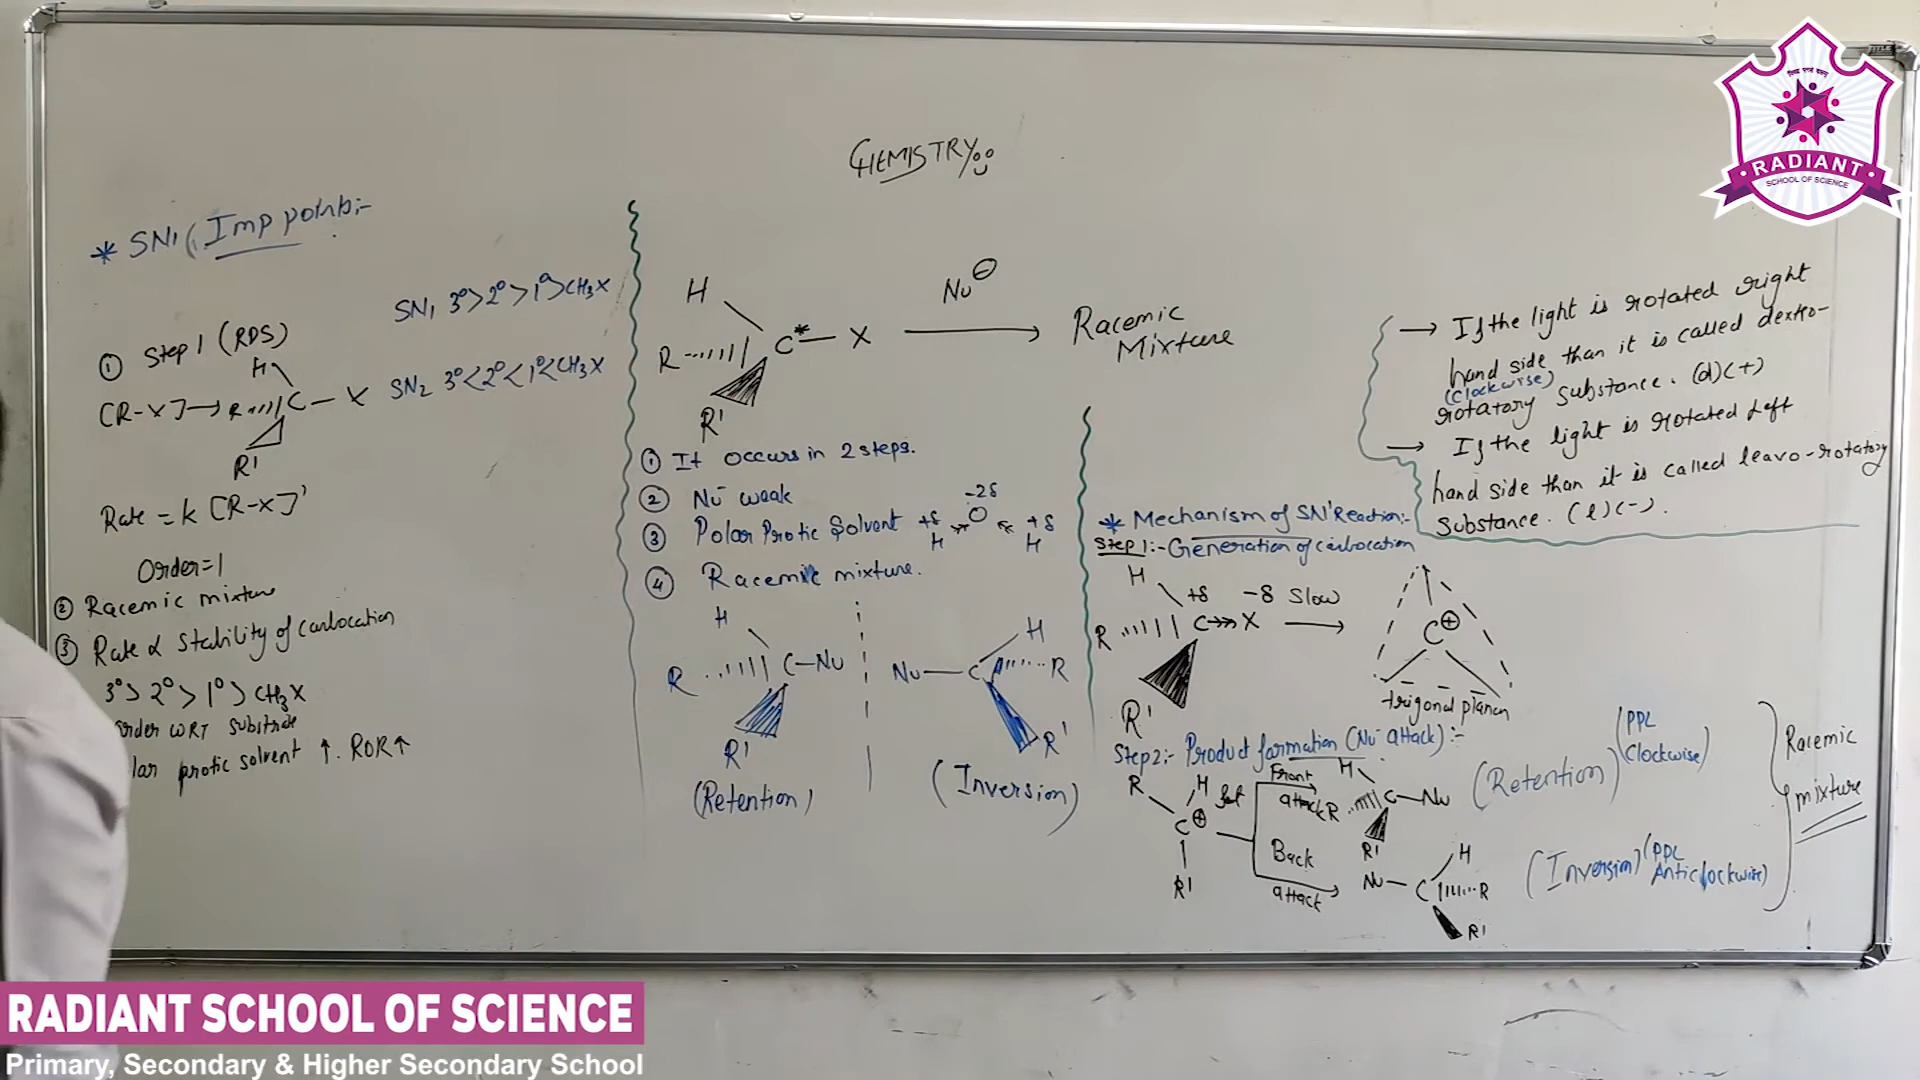 CHEMISTRY
* SN1 (Imp points:-
SN1 3°>2°>1°>CH3X
SN2 3°<2°<1°<CH3X
① Step 1 (RDS)
H
[R-X]→ R C - X
R'
Rate = k [R-X]'
Order=1
② Racemic mixture
③ Rate α Stability of carbocation
3°> 2°> 1°> CH3X
order WRT Substrate
lar protic solvent ↑. ROR↑
H
Nu⊖
R C* - X → Racemic
Mixture
R'
① It occurs in 2 steps.
② Nu- weak
③ Polar Protic Solvent +δ H -2δ O +δ H
④ Racemic mixture.
H
R C-Nu
R'
(Retention)
H
Nu-C R
R'
(Inversion)
→ If the light is rotated right
hand side than it is called dextro-
(Clockwise)
rotatory substance. (d)(+)
→ If the light is rotated Left
hand side than it is called leavo-rotatory
Substance. (l)(-).
* Mechanism of SN1 Reaction:-
Step 1:- Generation of carbocation
H
+δ -δ Slow
R C X → C⊕
R'
trigonal planar
Step2:- Product formation (Nu- attack):-
R H fast
C⊕
R'
Front
attack
H
R C-Nu
R'
(Retention) (PPL
Clockwise)
Back
attack
H
Nu-C R
R'
(Inversion) (PPL
Anticlockwise)
Racemic
mixture
RADIANT
SCHOOL OF SCIENCE
RADIANT SCHOOL OF SCIENCE
Primary, Secondary & Higher Secondary School